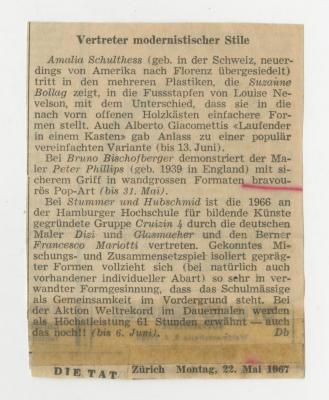 Vertreter modernistischer Stile
Amalia Schulthess (geb. in der Schweiz, neuer-
dings von Amerika nach Florenz übergesiedelt)
tritt in den mehreren Plastiken, die Suzanne
Bollag zeigt, in die Fussstapfen von Louise Ne-
velson, mit dem Unterschied, dass sie in die
nach vorn offenen Holzkästen einfachere For-
men stellt. Auch Alberto Giacomettis «Laufender
in einem Kasten» gab Anlass zu einer populär
vereinfachten Variante (bis 13. Juni).
Bei Bruno Bischofberger demonstriert der Ma-
ler Peter Phillips (geb. 1939 in England) mit si-
cherem Griff in wandgrossen Formaten bravou-
rös Pop-Art (bis 31. Mai).
Bei Stummer und Hubschmid ist die 1966 an
der Hamburger Hochschule für bildende Künste
gegründete Gruppe Cruizin 4 durch die deutschen
Maler Dizi und Glasmacher und den Berner
Francesco Mariotti vertreten. Gekonntes Mi-
schungs- und Zusammensetzspiel isoliert gepräg-
ter Formen vollzieht sich (bei natürlich auch
vorhandener individueller Abart) so sehr in ver-
wandter Formgesinnung, dass das Schulmässige
als Gemeinsamkeit im Vordergrund steht. Bei
der Aktion Weltrekord im Dauermalen werden
als Höchstleistung 61 Stunden erwähnt — auch
das noch!! (bis 6. Juni). Db
DIE TAT Zürich Montag, 22. Mai 1967